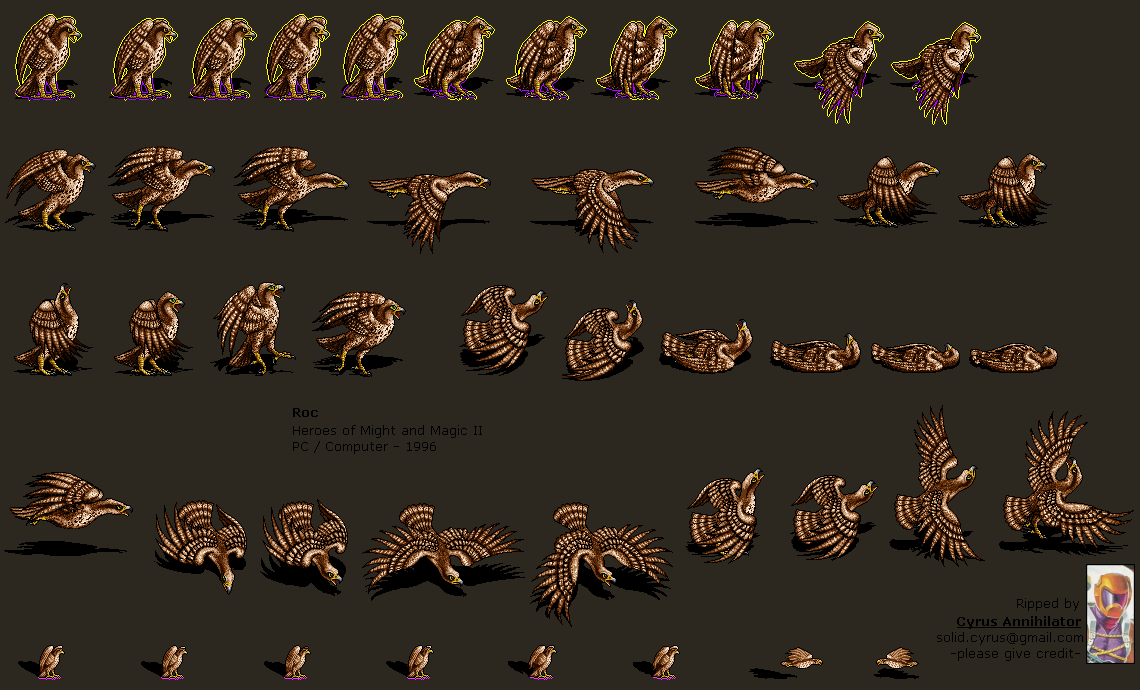 Roc
Heroes of Might and Magic II
PC / Computer - 1996
Ripped by
Cyrus Annihilator
solid.cyrus@gmail.com
-please give credit-